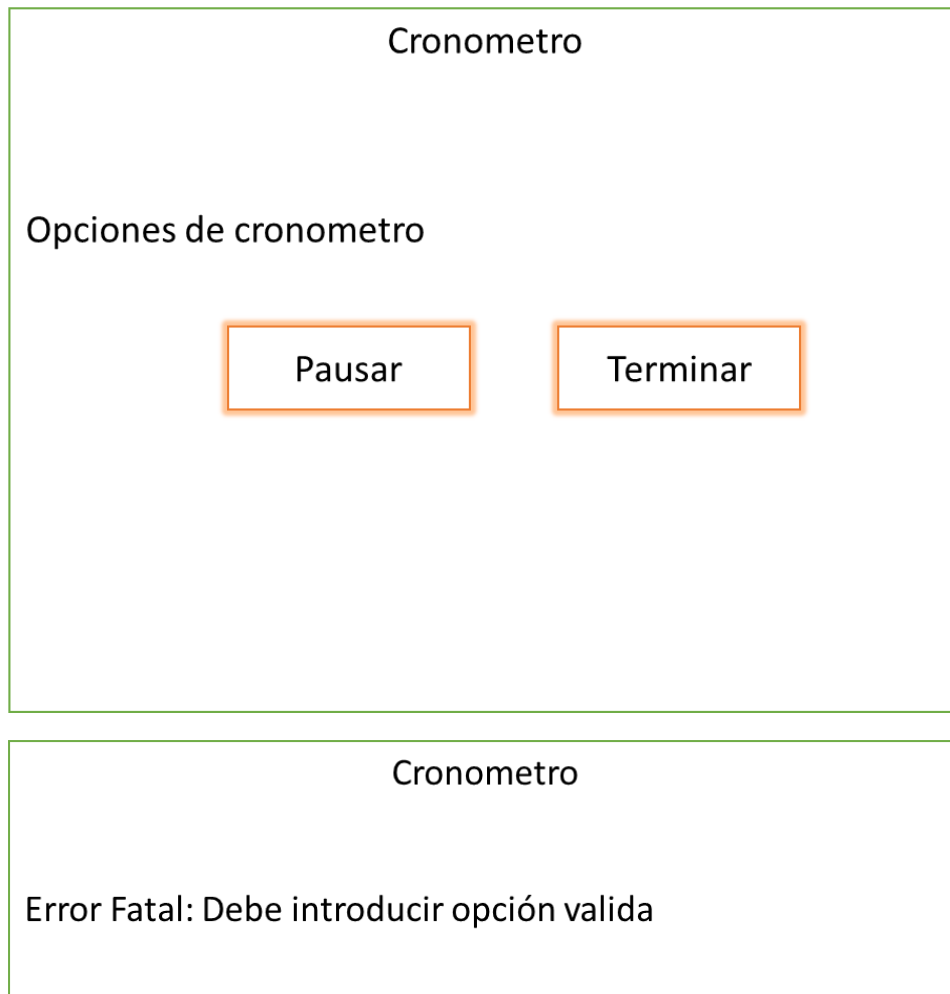 Cronometro
Opciones de cronometro
Pausar
Terminar
Cronometro
Error Fatal: Debe introducir opción valida